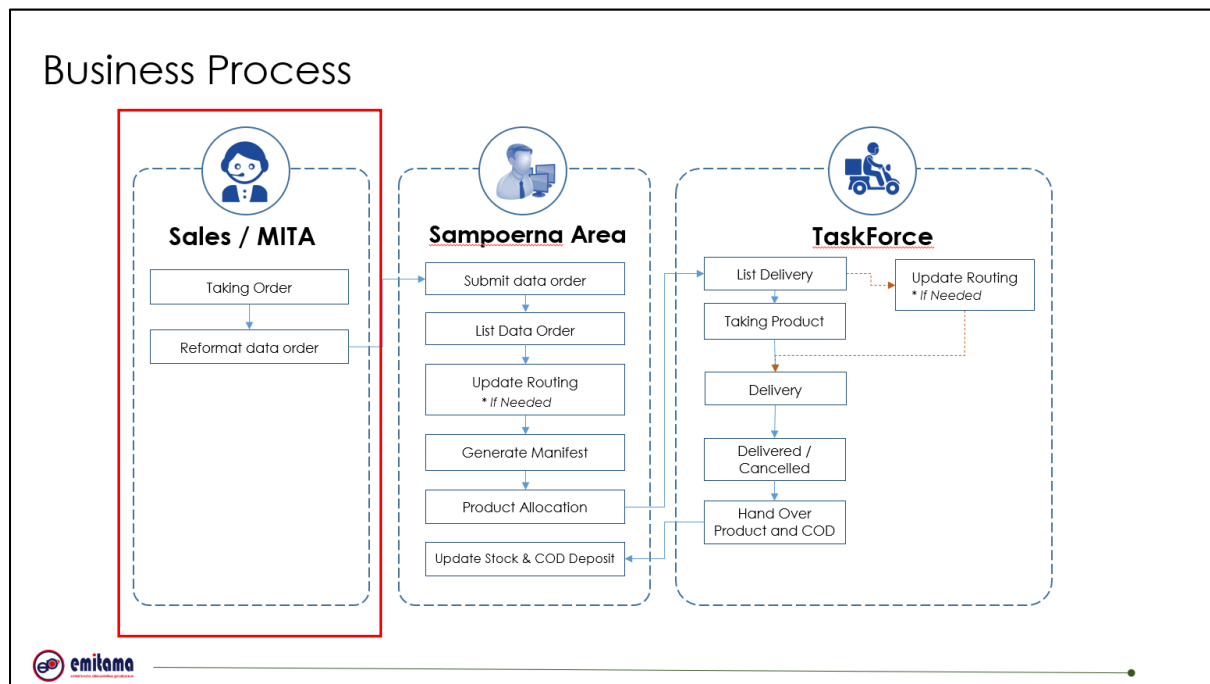 Business Process
Sales / MITA
Taking Order
Reformat data order
Sampoerna Area
Submit data order
List Data Order
Update Routing
* If Needed
Generate Manifest
Product Allocation
Update Stock & COD Deposit
TaskForce
List Delivery
Update Routing
* If Needed
Taking Product
Delivery
Delivered /
Cancelled
Hand Over
Product and COD
emitama